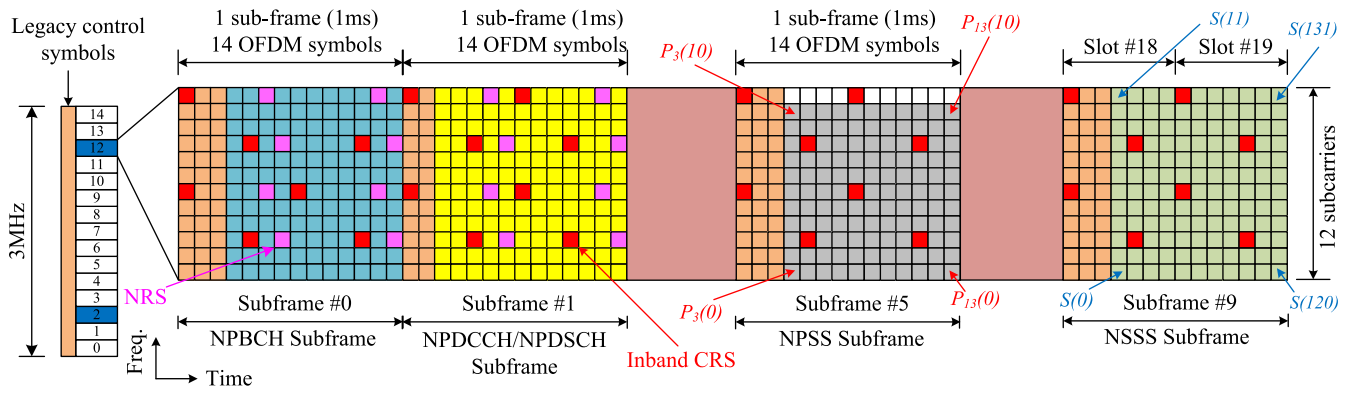 Legacy control
symbols
1 sub-frame (1ms)
14 OFDM symbols
1 sub-frame (1ms)
14 OFDM symbols
1 sub-frame (1ms)
14 OFDM symbols
P3(10)
P13(10)
S(11)
S(131)
Slot #18
Slot #19
3MHz
14
13
12
11
10
9
8
7
6
5
4
3
2
1
0
12 subcarriers
NRS
Subframe #0
NPBCH Subframe
Subframe #1
NPDCCH/NPDSCH
Subframe
Inband CRS
P3(0)
P13(0)
Subframe #5
NPSS Subframe
S(0)
S(120)
Subframe #9
NSSS Subframe
Freq.
Time